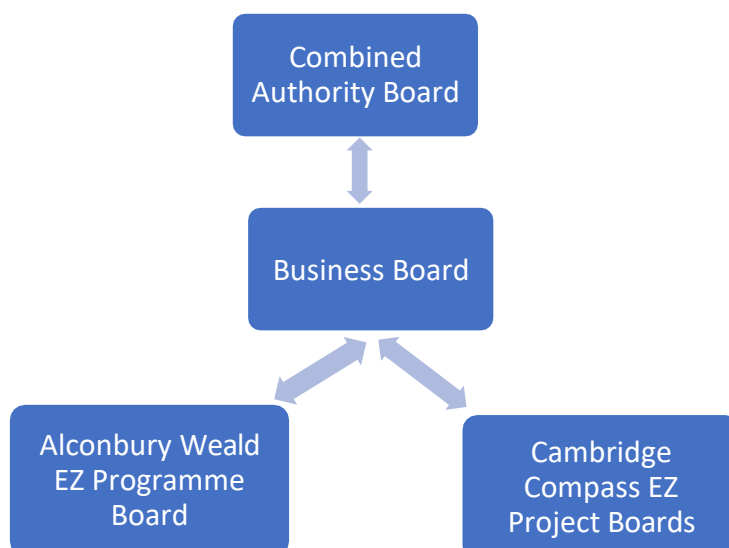 Combined
Authority Board
Business Board
Alconbury Weald
EZ Programme
Board
Cambridge
Compass EZ
Project Boards